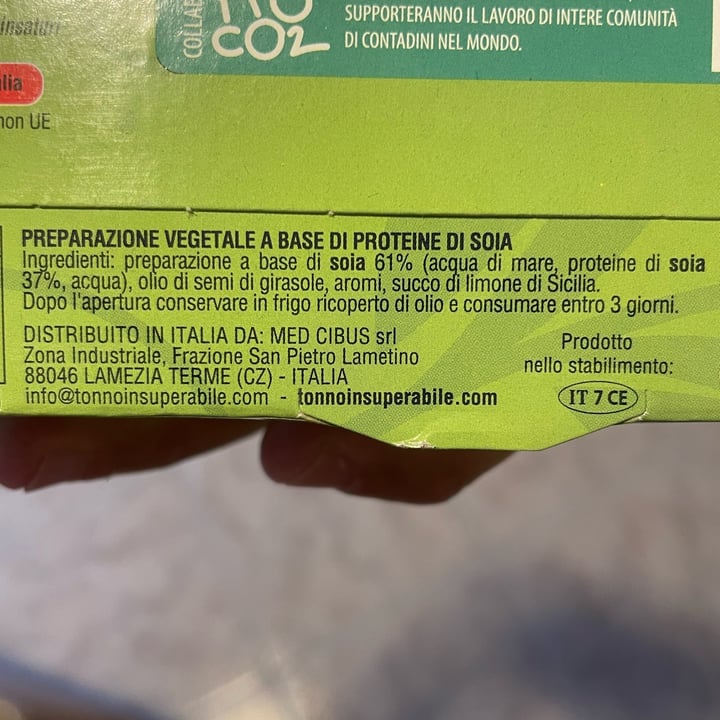 COLLAB
CO2
SUPPORTERANNO IL LAVORO DI INTERE COMUNITÀ
DI CONTADINI NEL MONDO.
insaturi
lia
non UE
PREPARAZIONE VEGETALE A BASE DI PROTEINE DI SOIA
Ingredienti: preparazione a base di soia 61% (acqua di mare, proteine di soia
37%, acqua), olio di semi di girasole, aromi, succo di limone di Sicilia.
Dopo l'apertura conservare in frigo ricoperto di olio e consumare entro 3 giorni.
DISTRIBUITO IN ITALIA DA: MED CIBUS srl
Zona Industriale, Frazione San Pietro Lametino
88046 LAMEZIA TERME (CZ) - ITALIA
info@tonnoinsuperabile.com - tonnoinsuperabile.com
Prodotto
nello stabilimento:
IT 7 CE